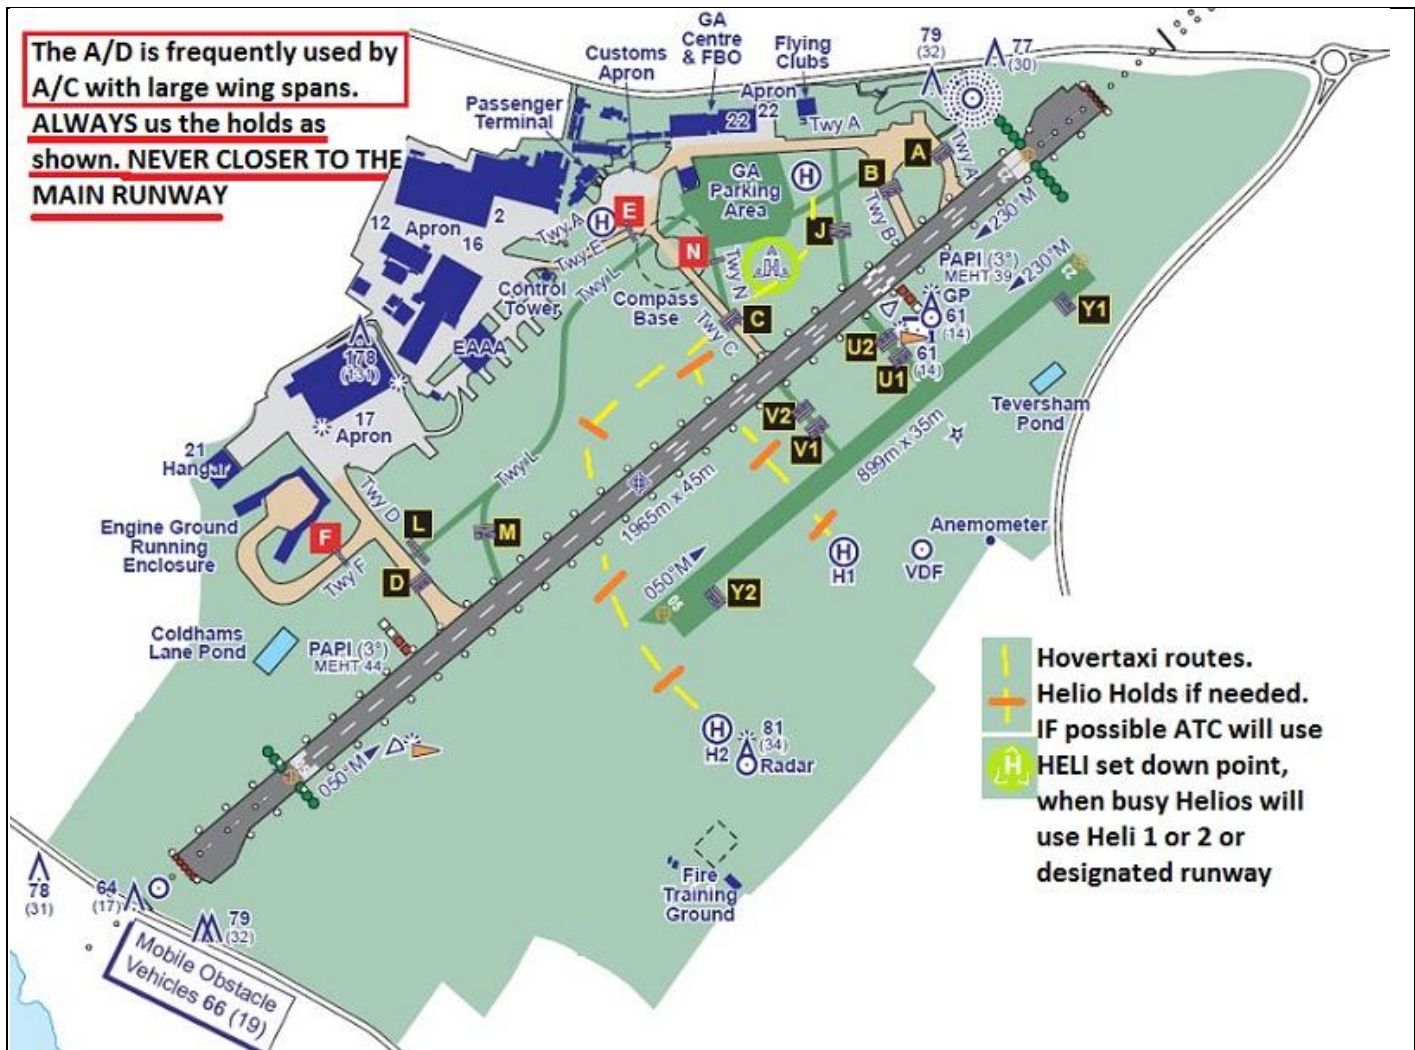 The A/D is frequently used by
A/C with large wing spans.
ALWAYS us the holds as
shown. NEVER CLOSER TO THE
MAIN RUNWAY
GA
Centre
& FBO
Customs
Apron
Flying
Clubs
Passenger
Terminal
Apron
22
22
Twy A
79
(32)
77
(30)
A
Twy A
B
Twy B
GA
Parking
Area
H
J
H
E
H
N
Twy N
Twy A
Twy E
Twy L
12
Apron
2
16
Control
Tower
Compass
Base
C
Twy C
230°M
PAPI (3°)
MEHT 39
230°M
23
GP
61
(14)
Y1
U2
61
(14)
U1
EAAA
178
(131)
17
Apron
Teversham
Pond
V2
V1
899m x 35m
21
Hangar
Twy L
Twy D
1965m x 45m
Engine Ground
Running
Enclosure
F
Twy F
L
M
D
Anemometer
VDF
H
H1
050°M
05
Y2
Coldhams
Lane Pond
PAPI (3°)
MEHT 44
Hovertaxi routes.
Helio Holds if needed.
IF possible ATC will use
H
HELI set down point,
when busy Helios will
use Heli 1 or 2 or
designated runway
H
H2
81
(34)
Radar
050°M
Fire
Training
Ground
78
(31)
64
(17)
79
(32)
Mobile Obstacle
Vehicles 66 (19)